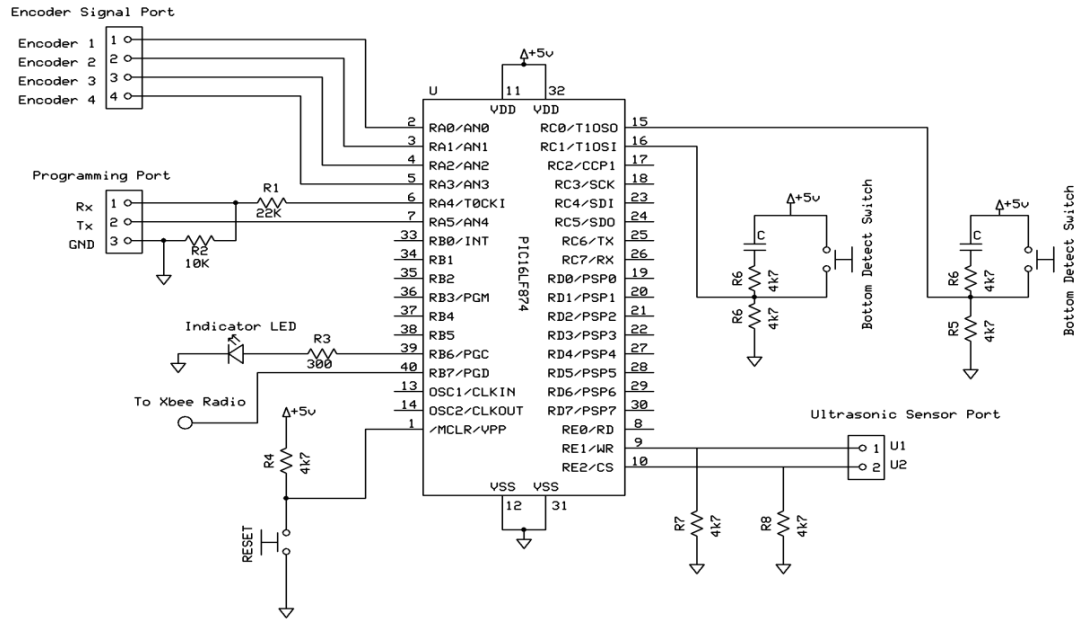 Encoder Signal Port
Encoder 1
Encoder 2
Encoder 3
Encoder 4
1
2
3
4
Programming Port
Rx
Tx
GND
1
2
3
R1
22K
R2
10K
Indicator LED
R3
300
To Xbee Radio
+5v
R4
4k7
RESET
+5v
U
11
32
VDD
VDD
2 RA0/AN0
3 RA1/AN1
4 RA2/AN2
5 RA3/AN3
6 RA4/T0CKI
7 RA5/AN4
33 RB0/INT
34 RB1
35 RB2
36 RB3/PGM
37 RB4
38 RB5
39 RB6/PGC
40 RB7/PGD
13 OSC1/CLKIN
14 OSC2/CLKOUT
1 /MCLR/VPP
PIC16LF874
RC0/T1OSO 15
RC1/T1OSI 16
RC2/CCP1 17
RC3/SCK 18
RC4/SDI 23
RC5/SDO 24
RC6/TX 25
RC7/RX 26
RD0/PSP0 19
RD1/PSP1 20
RD2/PSP2 21
RD3/PSP3 22
RD4/PSP4 27
RD5/PSP5 28
RD6/PSP6 29
RD7/PSP7 30
RE0/RD 8
RE1/WR 9
RE2/CS 10
VSS
VSS
12
31
+5v
C
R6
4k7
R6
4k7
Bottom Detect Switch
+5v
C
R6
4k7
R5
4k7
Bottom Detect Switch
Ultrasonic Sensor Port
1 U1
2 U2
R7
4k7
R8
4k7